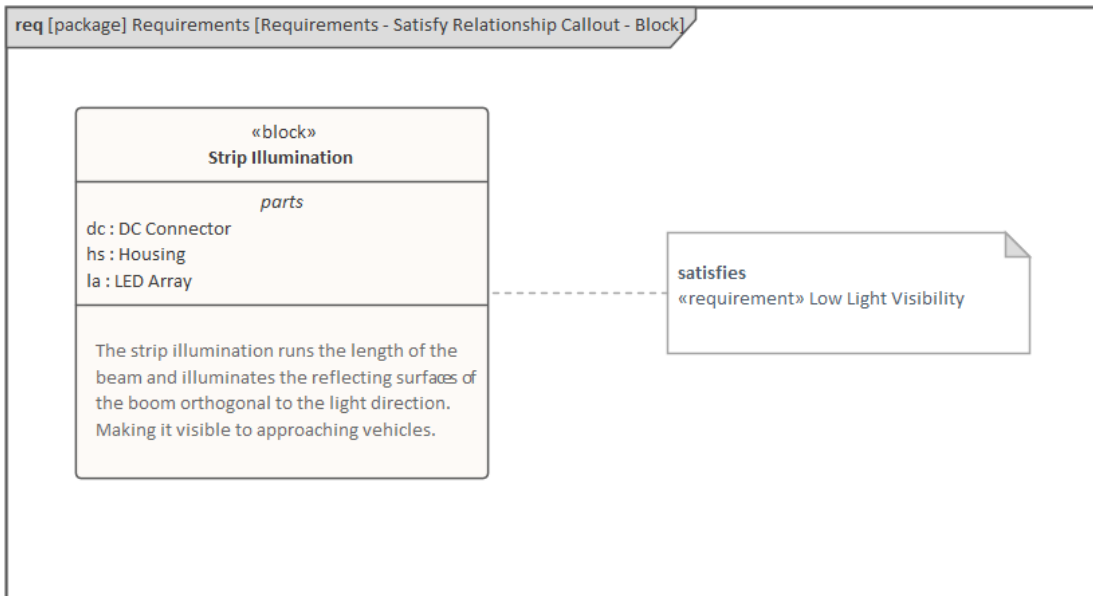 req [package] Requirements [Requirements - Satisfy Relationship Callout - Block]
«block»
Strip Illumination
parts
dc : DC Connector
hs : Housing
la : LED Array
The strip illumination runs the length of the
beam and illuminates the reflecting surfaces of
the boom orthogonal to the light direction.
Making it visible to approaching vehicles.
satisfies
«requirement» Low Light Visibility